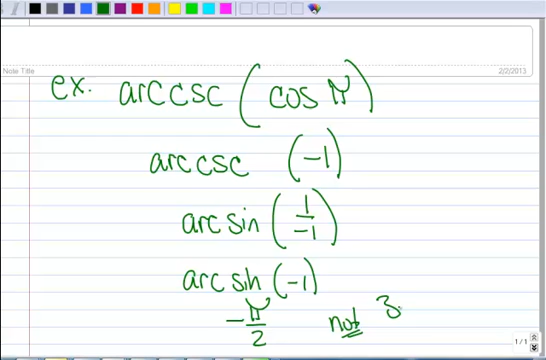 Note Title
2/2/2013
ex. arccsc (cos π)
arccsc (-1)
arcsin (1/-1)
arcsin (-1)
-π/2 not 3
1/1